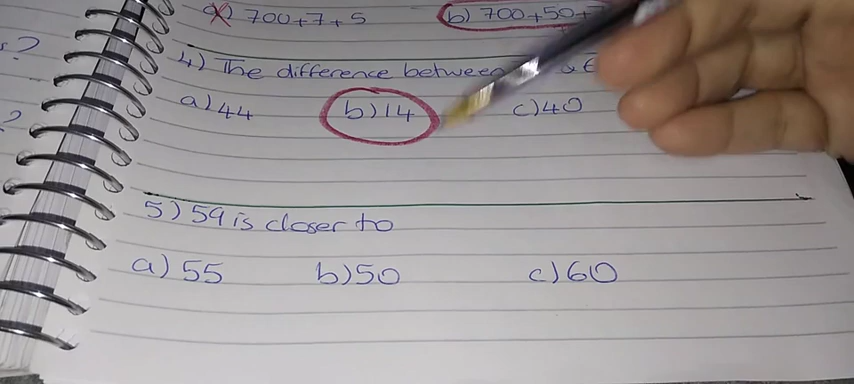 ?
?
a) 700+7+5 b) 700+50+
4) The difference between
a) 44 b) 14 c) 40
5) 59 is closer to
a) 55 b) 50 c) 60